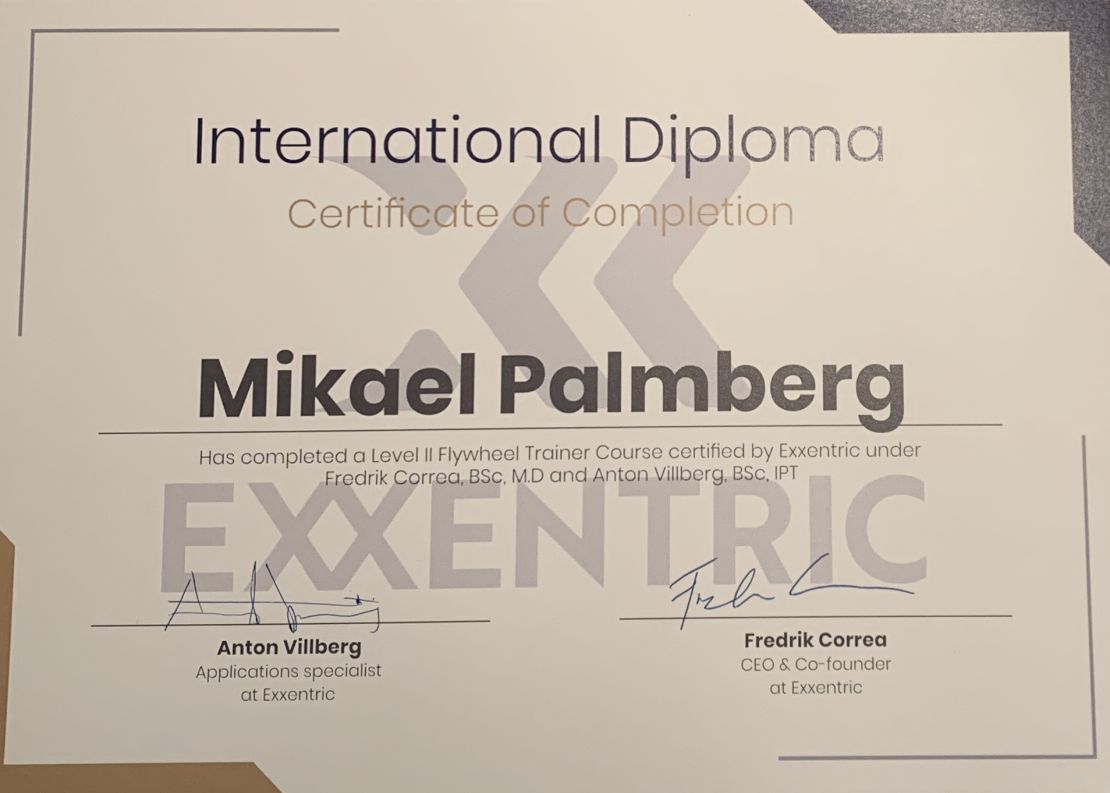 International Diploma
Certificate of Completion
Mikael Palmberg
Has completed a Level II Flywheel Trainer Course certified by Exxentric under
Fredrik Correa, BSc, M.D and Anton Villberg, BSc, IPT
EXXENTRIC
Anton Villberg
Applications specialist
at Exxentric
Fredrik Correa
CEO & Co-founder
at Exxentric